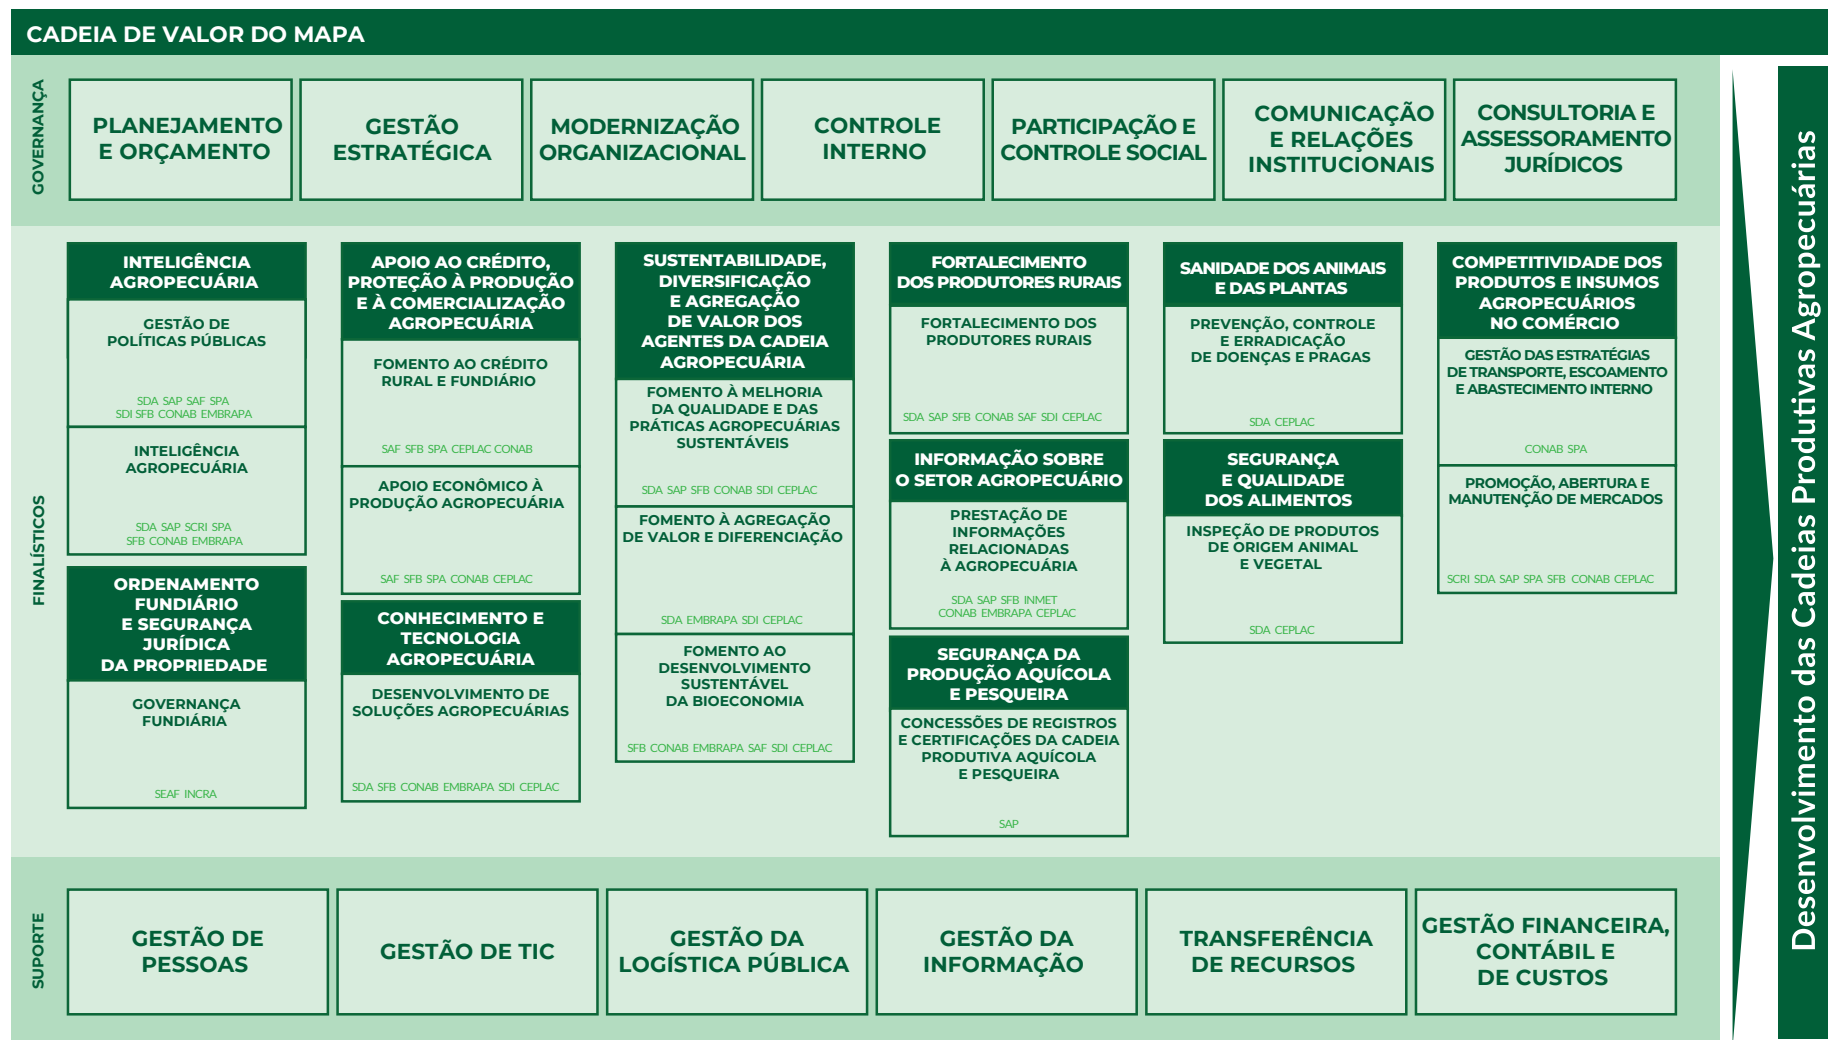 CADEIA DE VALOR DO MAPA
GOVERNANÇA
PLANEJAMENTO
E ORÇAMENTO
GESTÃO
ESTRATÉGICA
MODERNIZAÇÃO
ORGANIZACIONAL
CONTROLE
INTERNO
PARTICIPAÇÃO E
CONTROLE SOCIAL
COMUNICAÇÃO
E RELAÇÕES
INSTITUCIONAIS
CONSULTORIA E
ASSESSORAMENTO
JURÍDICOS
FINALÍSTICOS
INTELIGÊNCIA
AGROPECUÁRIA
GESTÃO DE
POLÍTICAS PÚBLICAS
SDA SAP SAF SPA
SDI SFB CONAB EMBRAPA
INTELIGÊNCIA
AGROPECUÁRIA
SDA SAP SCRI SPA
SFB CONAB EMBRAPA
ORDENAMENTO
FUNDIÁRIO
E SEGURANÇA
JURÍDICA
DA PROPRIEDADE
GOVERNANÇA
FUNDIÁRIA
SEAF INCRA
APOIO AO CRÉDITO,
PROTEÇÃO À PRODUÇÃO
E À COMERCIALIZAÇÃO
AGROPECUÁRIA
FOMENTO AO CRÉDITO
RURAL E FUNDIÁRIO
SAF SFB SPA CEPLAC CONAB
APOIO ECONÔMICO À
PRODUÇÃO AGROPECUÁRIA
SAF SFB SPA CONAB CEPLAC
CONHECIMENTO E
TECNOLOGIA
AGROPECUÁRIA
DESENVOLVIMENTO DE
SOLUÇÕES AGROPECUÁRIAS
SDA SFB CONAB EMBRAPA SDI CEPLAC
SUSTENTABILIDADE,
DIVERSIFICAÇÃO
E AGREGAÇÃO
DE VALOR DOS
AGENTES DA CADEIA
AGROPECUÁRIA
FOMENTO À MELHORIA
DA QUALIDADE E DAS
PRÁTICAS AGROPECUÁRIAS
SUSTENTÁVEIS
SDA SAP SFB CONAB SDI CEPLAC
FOMENTO À AGREGAÇÃO
DE VALOR E DIFERENCIAÇÃO
SDA EMBRAPA SDI CEPLAC
FOMENTO AO
DESENVOLVIMENTO
SUSTENTÁVEL
DA BIOECONOMIA
SFB CONAB EMBRAPA SAF SDI CEPLAC
FORTALECIMENTO
DOS PRODUTORES RURAIS
FORTALECIMENTO DOS
PRODUTORES RURAIS
SDA SAP SFB CONAB SAF SDI CEPLAC
INFORMAÇÃO SOBRE
O SETOR AGROPECUÁRIO
PRESTAÇÃO DE
INFORMAÇÕES
RELACIONADAS
À AGROPECUÁRIA
SDA SAP SFB INMET
CONAB EMBRAPA CEPLAC
SEGURANÇA DA
PRODUÇÃO AQUÍCOLA
E PESQUEIRA
CONCESSÕES DE REGISTROS
E CERTIFICAÇÕES DA CADEIA
PRODUTIVA AQUÍCOLA
E PESQUEIRA
SAP
SANIDADE DOS ANIMAIS
E DAS PLANTAS
PREVENÇÃO, CONTROLE
E ERRADICAÇÃO
DE DOENÇAS E PRAGAS
SDA CEPLAC
SEGURANÇA
E QUALIDADE
DOS ALIMENTOS
INSPEÇÃO DE PRODUTOS
DE ORIGEM ANIMAL
E VEGETAL
SDA CEPLAC
COMPETITIVIDADE DOS
PRODUTOS E INSUMOS
AGROPECUÁRIOS
NO COMÉRCIO
GESTÃO DAS ESTRATÉGIAS
DE TRANSPORTE, ESCOAMENTO
E ABASTECIMENTO INTERNO
CONAB SPA
PROMOÇÃO, ABERTURA E
MANUTENÇÃO DE MERCADOS
SCRI SDA SAP SPA SFB CONAB CEPLAC
SUPORTE
GESTÃO DE
PESSOAS
GESTÃO DE TIC
GESTÃO DA
LOGÍSTICA PÚBLICA
GESTÃO DA
INFORMAÇÃO
TRANSFERÊNCIA
DE RECURSOS
GESTÃO FINANCEIRA,
CONTÁBIL E
DE CUSTOS
Desenvolvimento das Cadeias Produtivas Agropecuárias